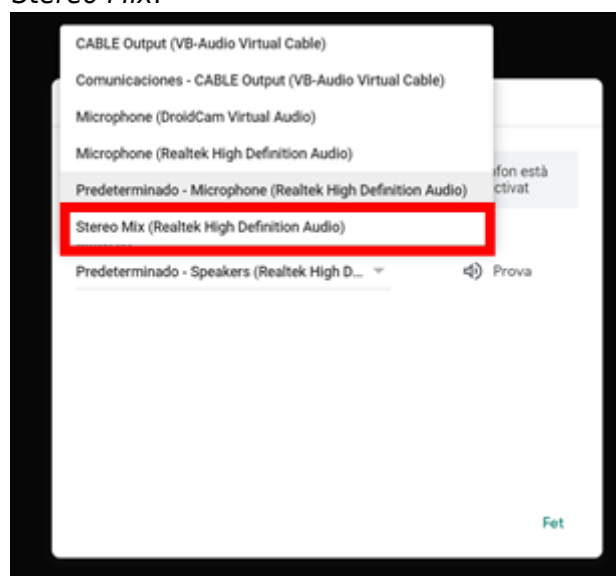 Stereo Mix.
CABLE Output (VB-Audio Virtual Cable)
Comunicaciones - CABLE Output (VB-Audio Virtual Cable)
Microphone (DroidCam Virtual Audio)
Microphone (Realtek High Definition Audio)
Predeterminado - Microphone (Realtek High Definition Audio)
està
Stereo Mix (Realtek High Definition Audio)
Predeterminado - Speakers (Realtek High D...
Prova
Fet